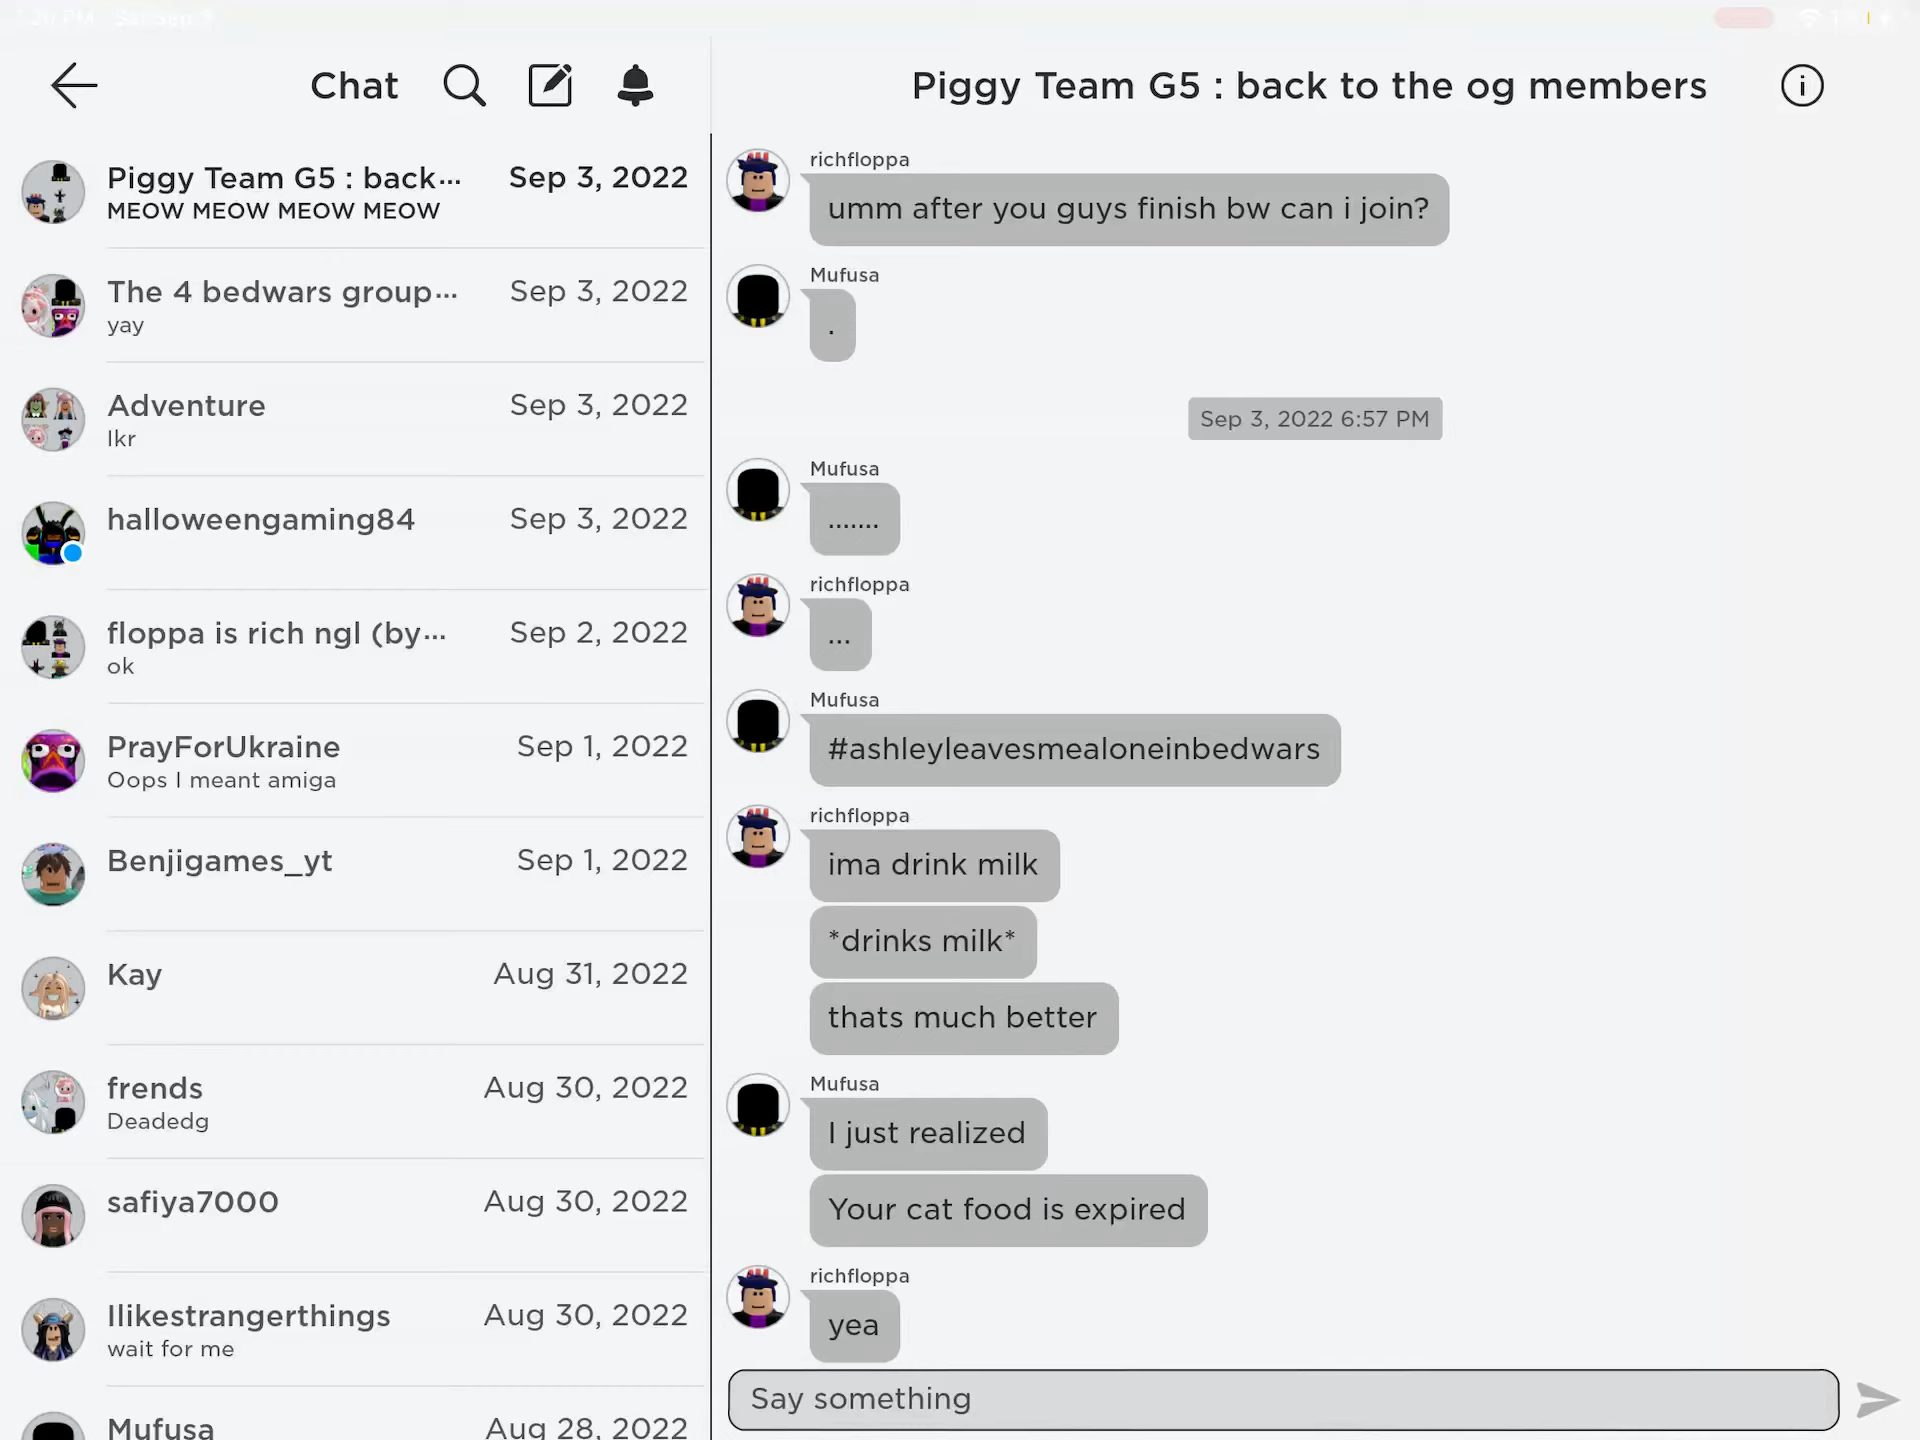 Chat
Piggy Team G5 : back to the og members
Piggy Team G5 : back... Sep 3, 2022
MEOW MEOW MEOW MEOW
The 4 bedwars group... Sep 3, 2022
yay
Adventure Sep 3, 2022
Ikr
halloweengaming84 Sep 3, 2022
floppa is rich ngl (by... Sep 2, 2022
ok
PrayForUkraine Sep 1, 2022
Oops I meant amiga
Benjigames_yt Sep 1, 2022
Kay Aug 31, 2022
frends Aug 30, 2022
Deadedg
safiya7000 Aug 30, 2022
Ilikestrangerthings Aug 30, 2022
wait for me
Mufusa Aug 28, 2022
richfloppa
umm after you guys finish bw can i join?
Mufusa
.
Sep 3, 2022 6:57 PM
Mufusa
.......
richfloppa
...
Mufusa
#ashleyleavesmealoneinbedwars
richfloppa
ima drink milk
*drinks milk*
thats much better
Mufusa
I just realized
Your cat food is expired
richfloppa
yea
Say something